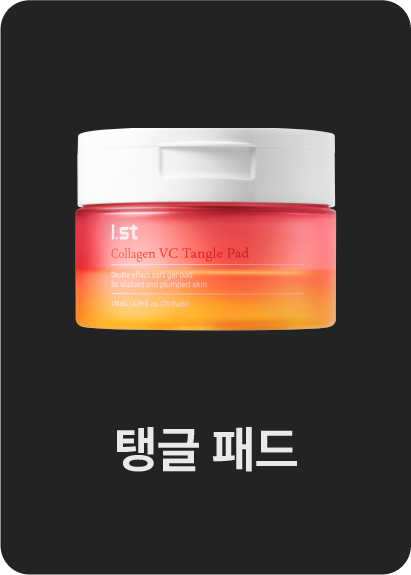 I.st
Collagen VC Tangle Pad
Double effect soft gel pad
for vitalized and plumped skin
탱글 패드